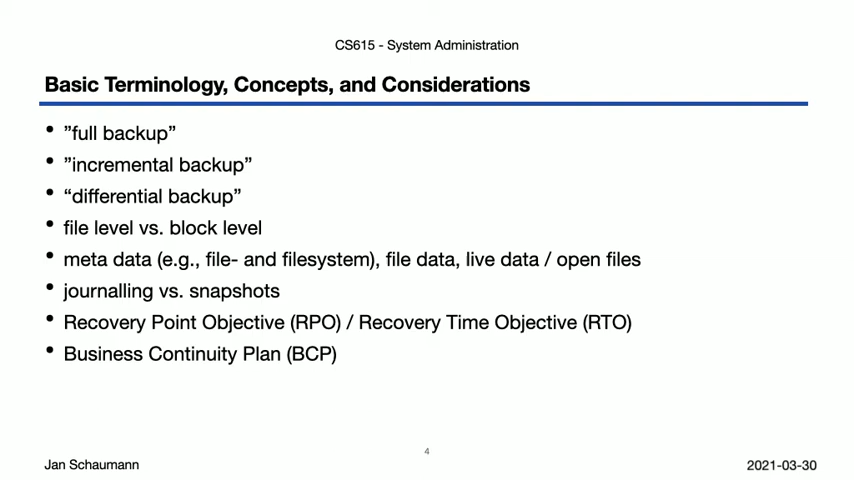 CS615 - System Administration
Basic Terminology, Concepts, and Considerations
• ”full backup”
• ”incremental backup”
• “differential backup”
• file level vs. block level
• meta data (e.g., file- and filesystem), file data, live data / open files
• journalling vs. snapshots
• Recovery Point Objective (RPO) / Recovery Time Objective (RTO)
• Business Continuity Plan (BCP)
4
Jan Schaumann
2021-03-30